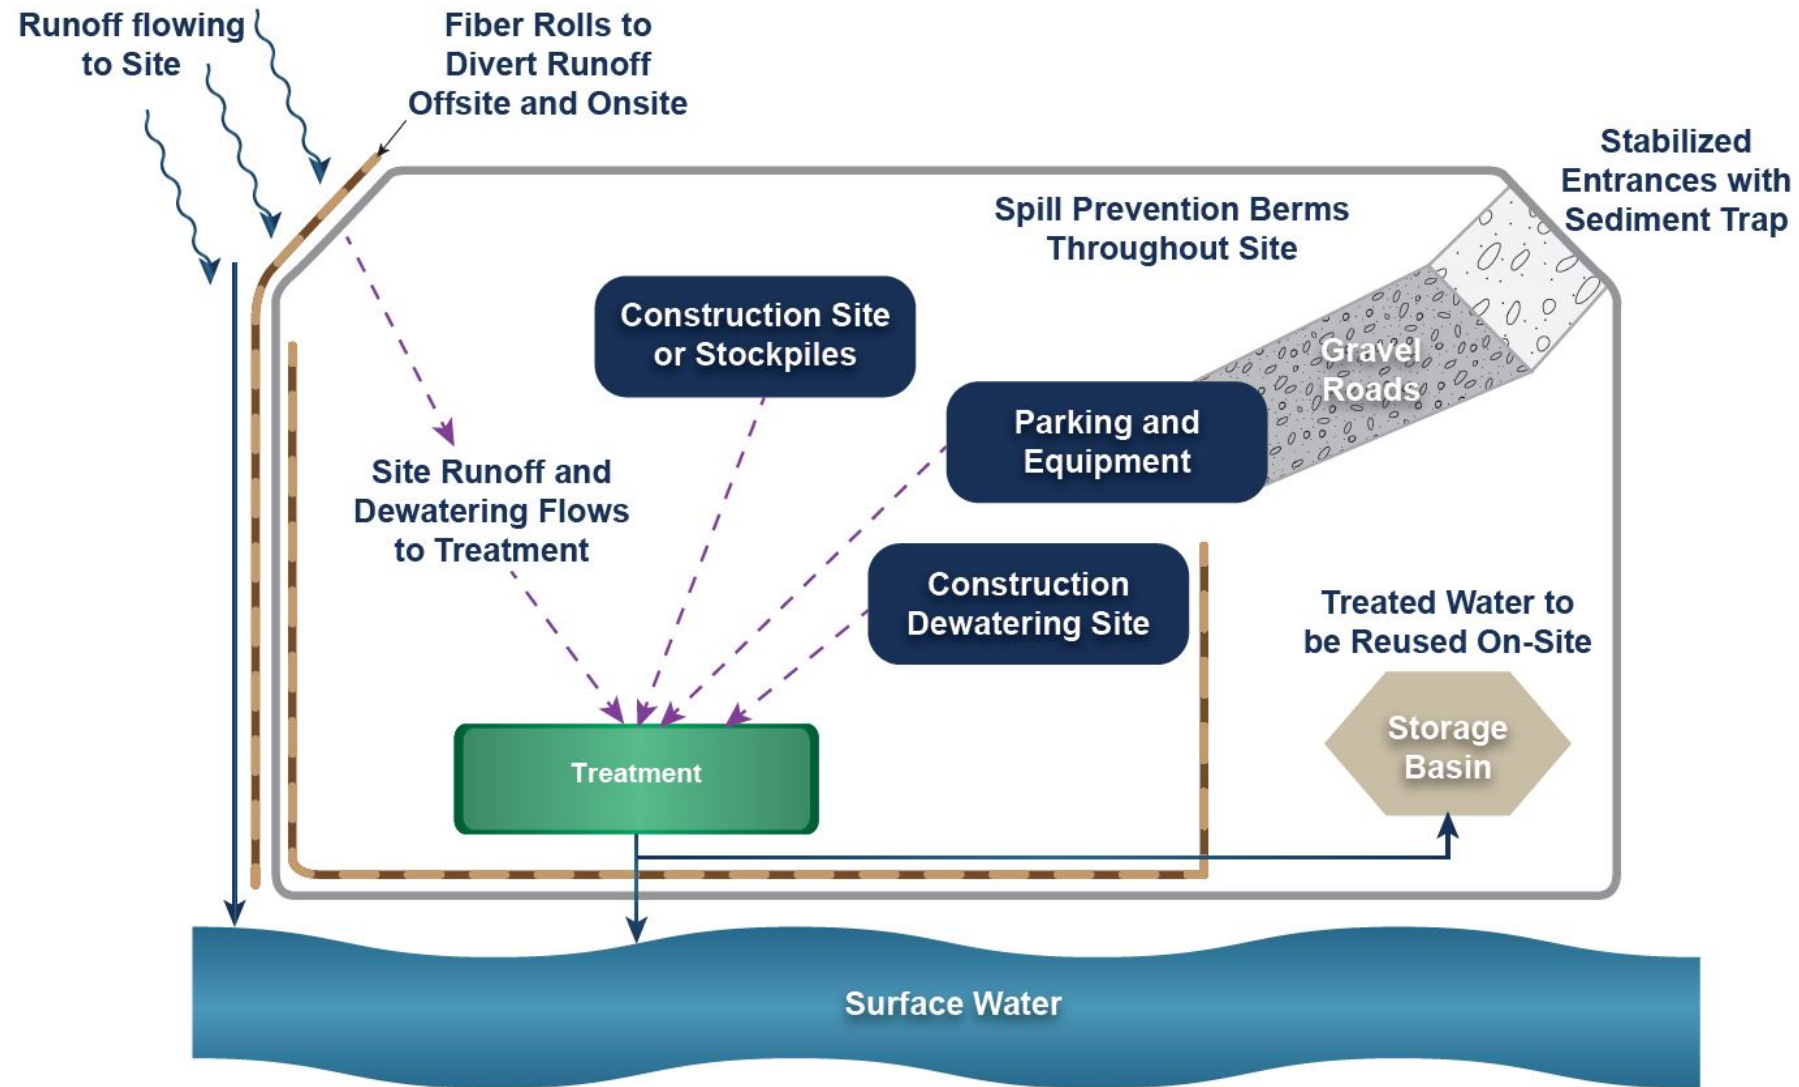 Runoff flowing
to Site
Fiber Rolls to
Divert Runoff
Offsite and Onsite
Stabilized
Entrances with
Sediment Trap
Spill Prevention Berms
Throughout Site
Construction Site
or Stockpiles
Gravel
Roads
Parking and
Equipment
Site Runoff and
Dewatering Flows
to Treatment
Construction
Dewatering Site
Treated Water to
be Reused On-Site
Storage
Basin
Treatment
Surface Water